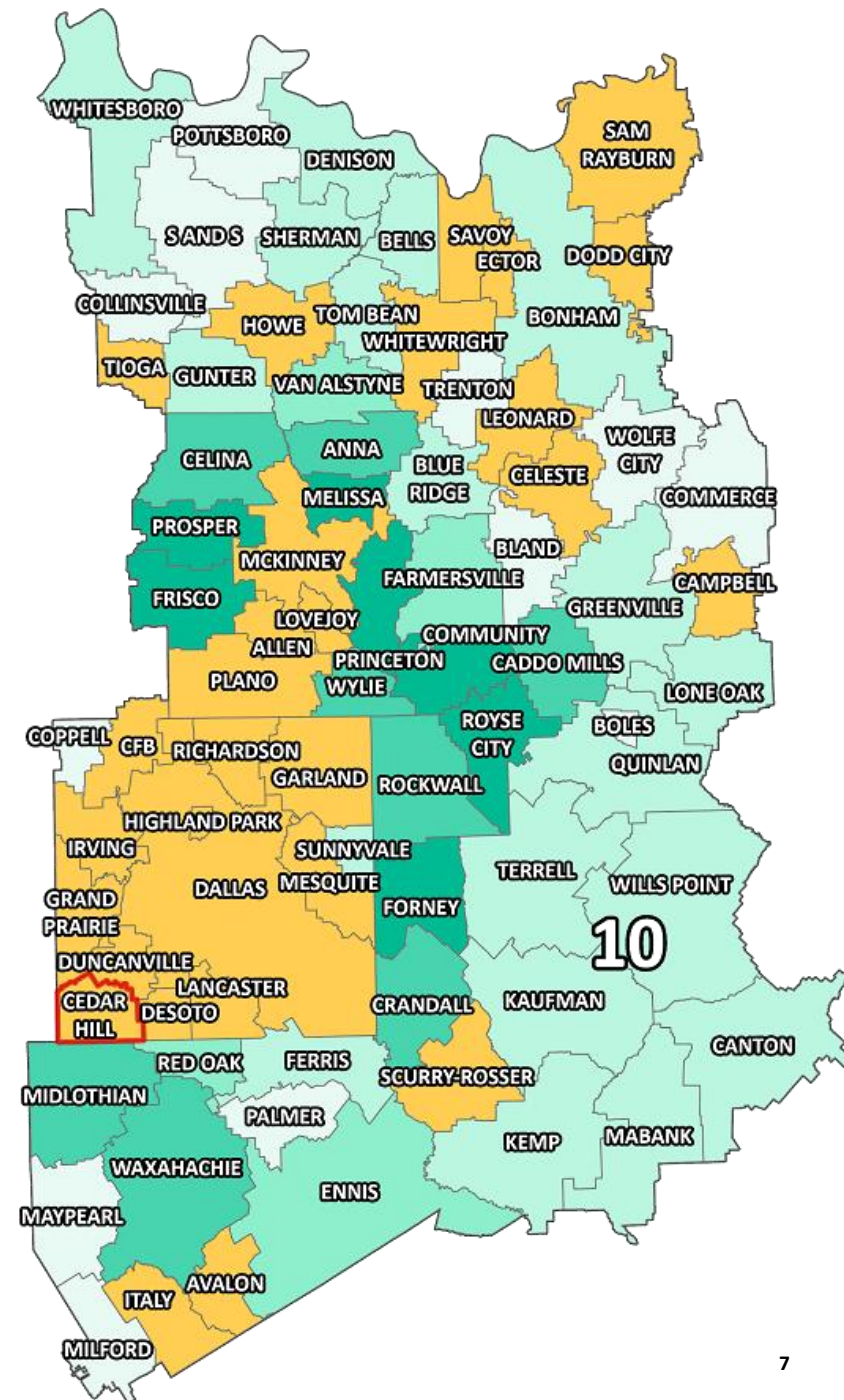 WHITESBORO
POTTSBORO
DENISON
SAM
RAYBURN
S AND S
SHERMAN
BELLS
SAVOY
ECTOR
DODD CITY
COLLINSVILLE
HOWE
TOM BEAN
BONHAM
WHITEWRIGHT
TIOGA
GUNTER
VAN ALSTYNE
TRENTON
LEONARD
CELINA
ANNA
BLUE
RIDGE
WOLFE
CITY
CELESTE
MELISSA
COMMERCE
PROSPER
MCKINNEY
BLAND
FARMERSVILLE
CAMPBELL
FRISCO
GREENVILLE
LOVEJOY
ALLEN
COMMUNITY
PRINCETON
CADDO MILLS
PLANO
WYLIE
LONE OAK
COPPELL
CFB
RICHARDSON
ROYSE
CITY
BOLES
QUINLAN
GARLAND
ROCKWALL
HIGHLAND PARK
IRVING
SUNNYVALE
DALLAS
MESQUITE
TERRELL
WILLS POINT
GRAND
PRAIRIE
FORNEY
10
DUNCANVILLE
LANCASTER
CEDAR
HILL
DESOTO
CRANDALL
KAUFMAN
CANTON
RED OAK
FERRIS
SCURRY-ROSSER
MIDLOTHIAN
PALMER
KEMP
MABANK
WAXAHACHIE
ENNIS
MAYPEARL
AVALON
ITALY
MILFORD
7